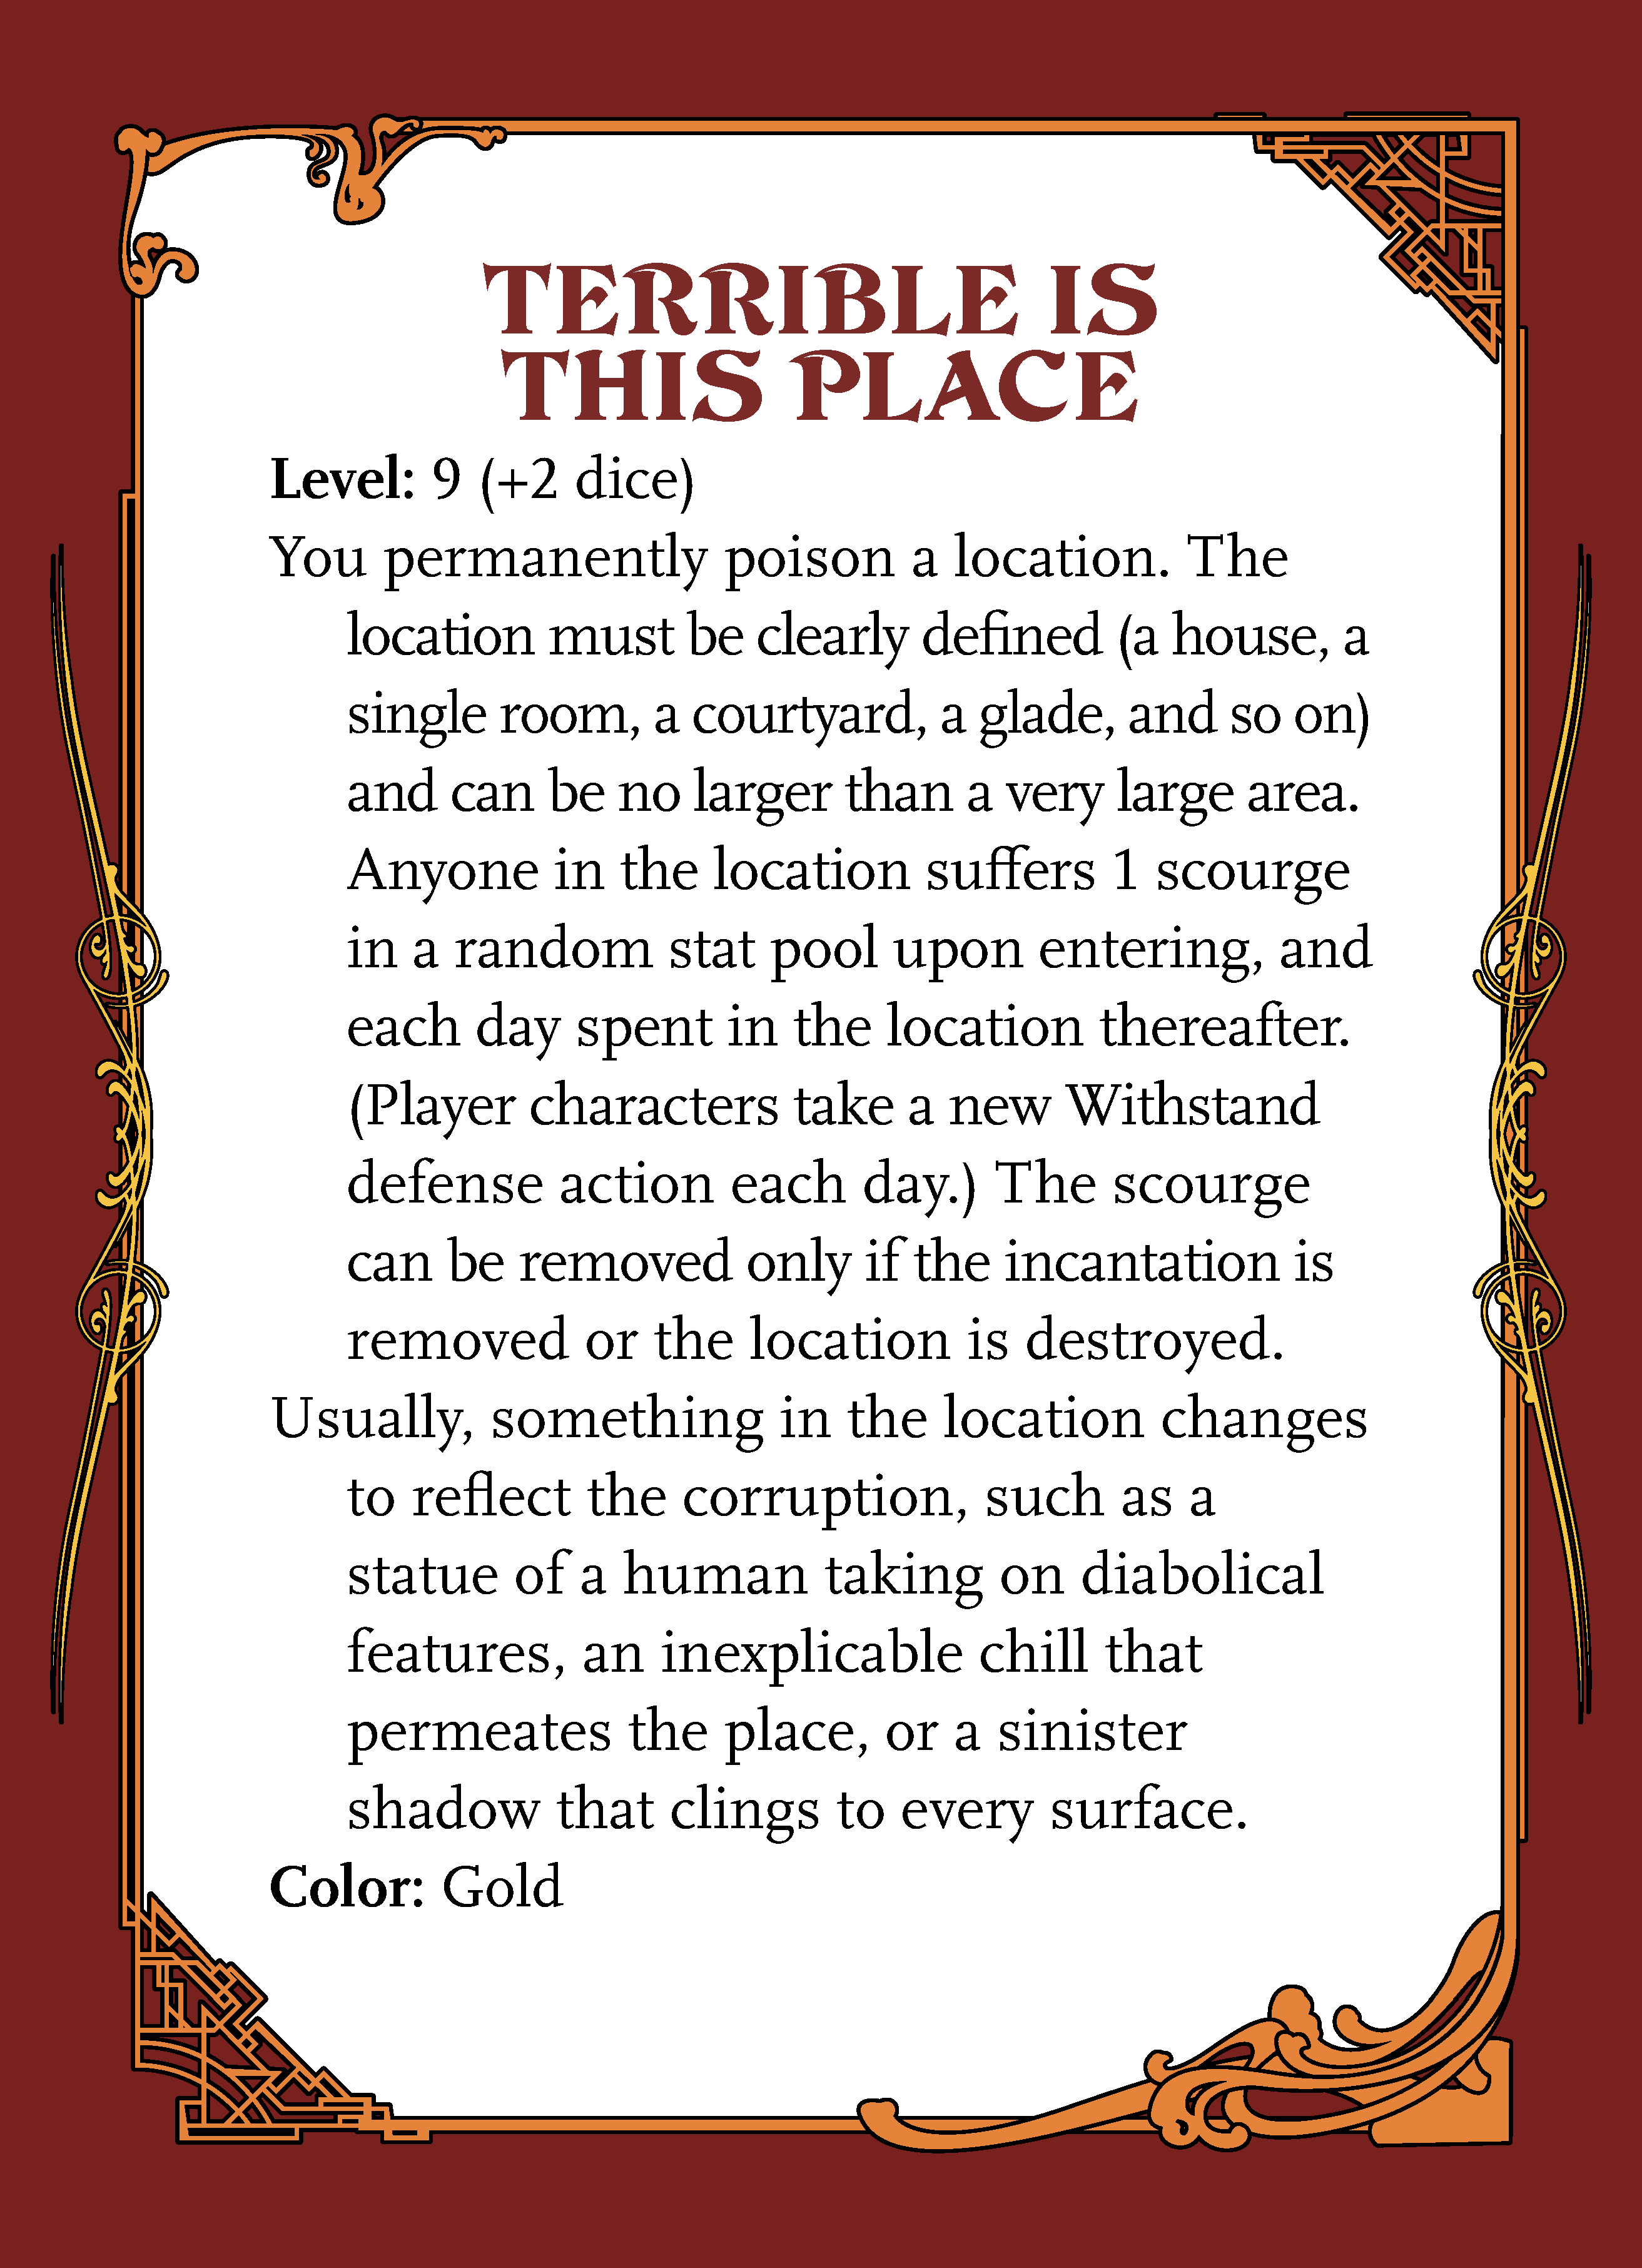 TERRIBLE IS
THIS PLACE
Level: 9 (+2 dice)
You permanently poison a location. The
location must be clearly defined (a house, a
single room, a courtyard, a glade, and so on)
and can be no larger than a very large area.
Anyone in the location suffers 1 scourge
in a random stat pool upon entering, and
each day spent in the location thereafter.
(Player characters take a new Withstand
defense action each day.) The scourge
can be removed only if the incantation is
removed or the location is destroyed.
Usually, something in the location changes
to reflect the corruption, such as a
statue of a human taking on diabolical
features, an inexplicable chill that
permeates the place, or a sinister
shadow that clings to every surface.
Color: Gold